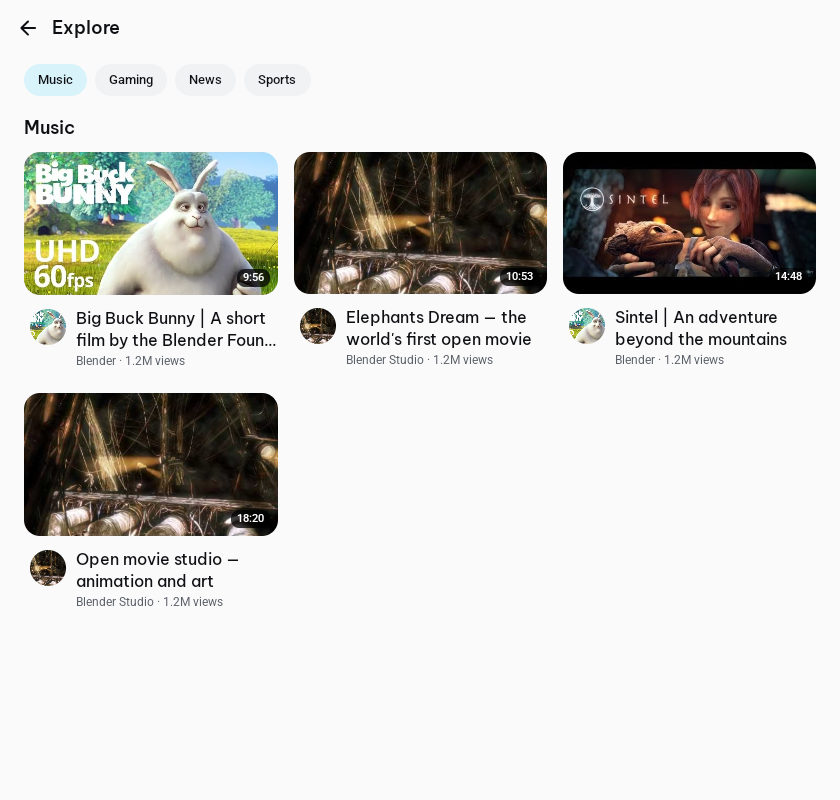 Explore
Music
Gaming
News
Sports
Music
Big Buck
BUNNY
UHD
60fps
9:56
10:53
SINTEL
14:48
Big Buck Bunny | A short
film by the Blender Foun...
Blender · 1.2M views
Elephants Dream — the
world's first open movie
Blender Studio · 1.2M views
Sintel | An adventure
beyond the mountains
Blender · 1.2M views
18:20
Open movie studio —
animation and art
Blender Studio · 1.2M views